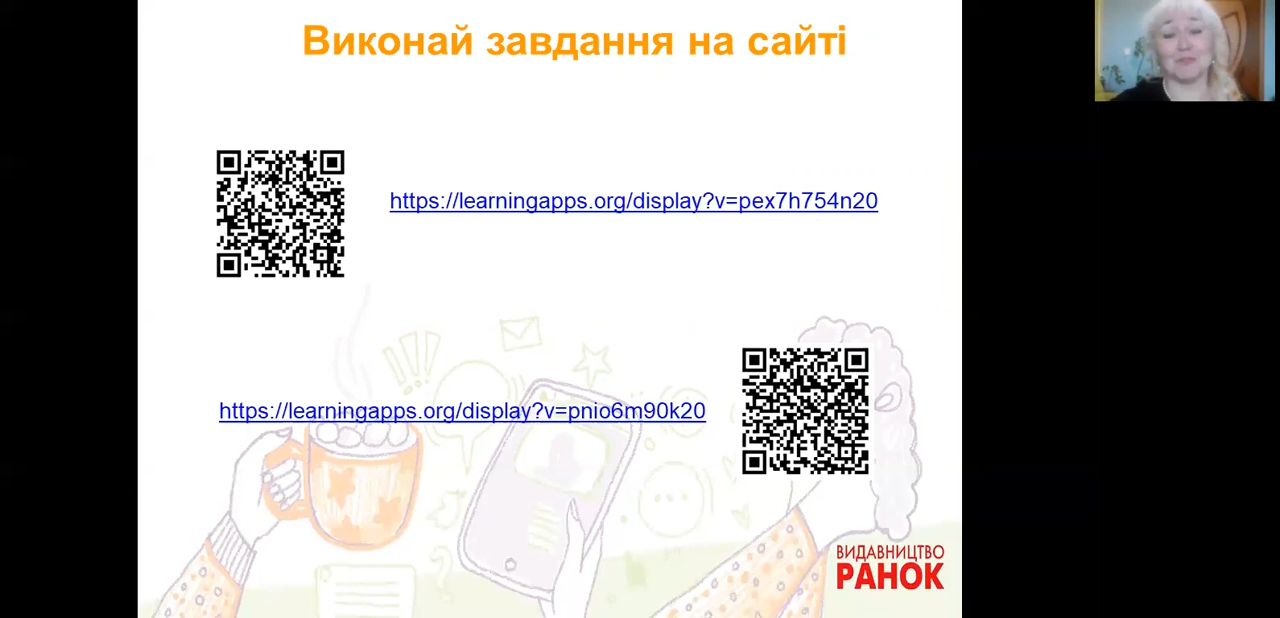 Виконай завдання на сайті
https://learningapps.org/display?v=pex7h754n20
https://learningapps.org/display?v=pnio6m90k20
ВИДАВНИЦТВО
РАНОК